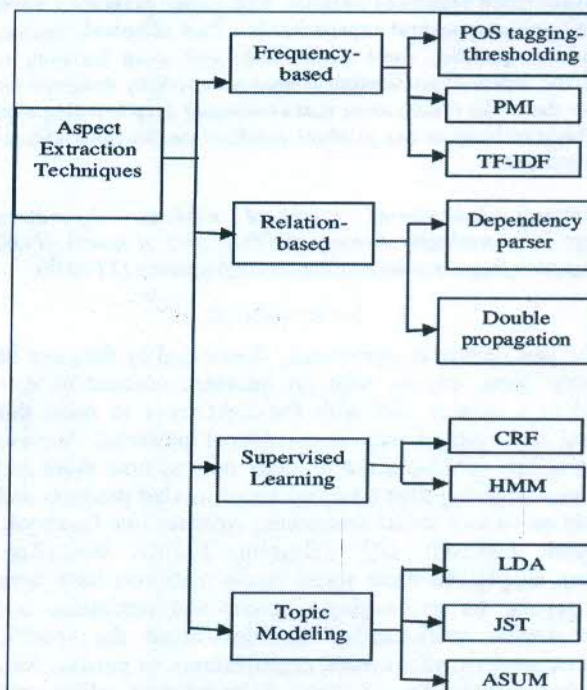 Aspect
Extraction
Techniques
Frequency-
based
POS tagging-
thresholding
PMI
TF-IDF
Relation-
based
Dependency
parser
Double
propagation
Supervised
Learning
CRF
HMM
Topic
Modeling
LDA
JST
ASUM